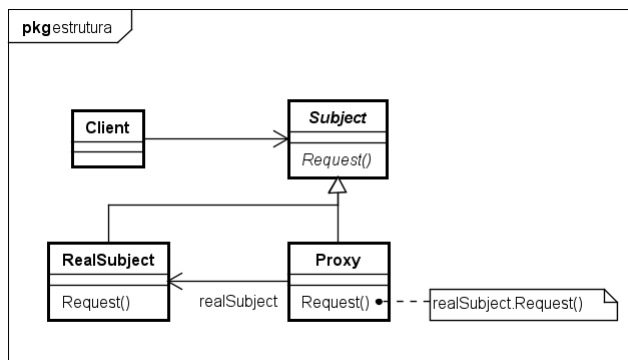 pkg estrutura
Client
Subject
Request()
RealSubject
Request()
realSubject
Proxy
Request()
realSubject.Request()